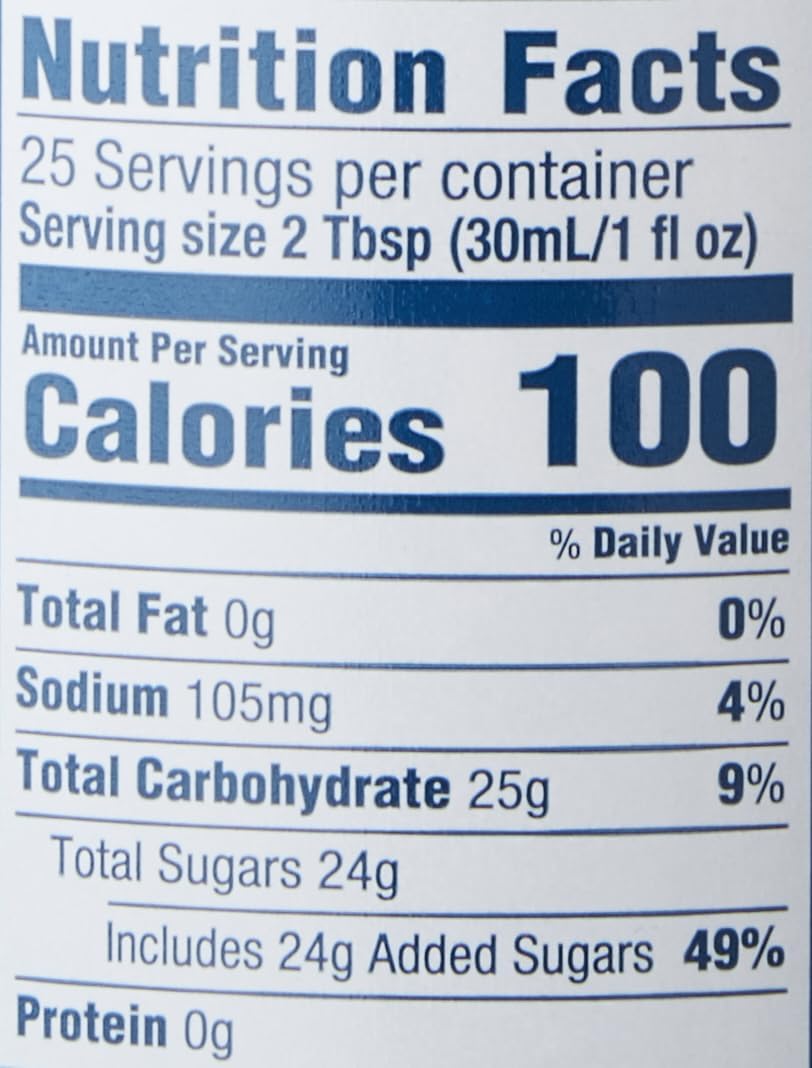 Nutrition Facts
25 Servings per container
Serving size 2 Tbsp (30mL/1 fl oz)
Amount Per Serving
Calories 100
% Daily Value
Total Fat 0g 0%
Sodium 105mg 4%
Total Carbohydrate 25g 9%
Total Sugars 24g
Includes 24g Added Sugars 49%
Protein 0g